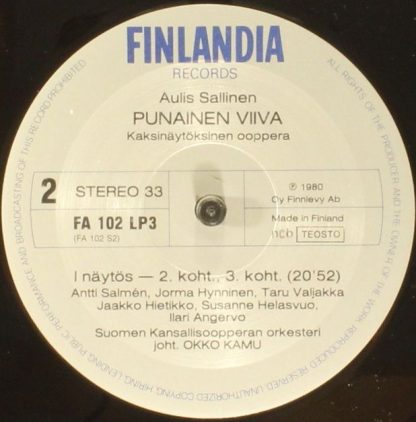 FINLANDIA
RECORDS
Aulis Sallinen
PUNAINEN VIIVA
Kaksinäytöksinen ooppera
2 STEREO 33
FA 102 LP3
(FA 102 S2)
℗ 1980
Oy Finnlevy Ab
Made in Finland
ncb TEOSTO
I näytös — 2. koht., 3. koht. (20'52)
Antti Salmén, Jorma Hynninen, Taru Valjakka
Jaakko Hietikko, Susanne Helasvuo,
Ilari Angervo
Suomen Kansallisoopperan orkesteri
joht. OKKO KAMU
ALL RIGHTS OF THE PRODUCER AND THE OWNER OF THE WORK REPRODUCED RESERVED. UNAUTHORIZED COPYING, HIRING, LENDING, PUBLIC PERFORMANCE AND BROADCASTING OF THIS RECORD PROHIBITED